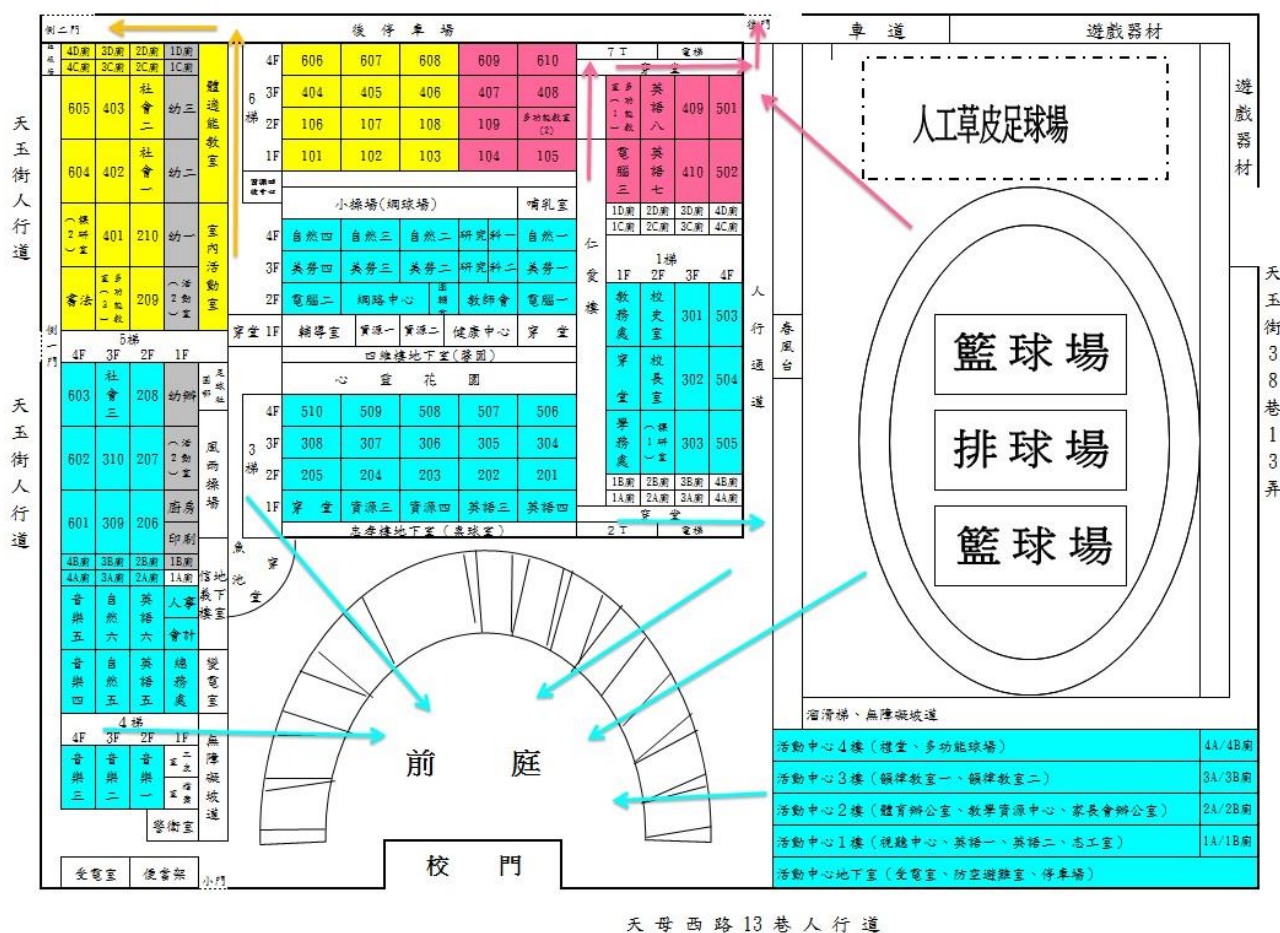 側二門
後停車場
後門
車道
遊戲器材
4D廁 3D廁 2D廁 1D廁
4C廁 3C廁 2C廁 1C廁
605 403 社會二 幼三
604 402 社會一 幼二
401 210 幼一
書法 209
體適能教室
室內活動室
天玉街人行道
側一門
天玉街人行道
6梯
4F 606 607 608 609 610
3F 404 405 406 407 408
2F 106 107 108 109 多功能教室(2)
1F 101 102 103 104 105
小操場(網球場) 哺乳室
4F 自然四 自然三 自然二 研究科一 自然一
3F 美勞四 美勞三 美勞二 研究科二 美勞一
2F 電腦二 網路中心 教師會 電腦一
穿堂 1F 輔導室 資源一 資源二 健康中心 穿堂
四維樓地下室(書圃)
心靈花園
3梯
4F 510 509 508 507 506
3F 308 307 306 305 304
2F 205 204 203 202 201
1F 穿堂 資源三 資源四 英語三 英語四
忠孝樓地下室(桌球室)
7T 電梯
穿堂
英語八 409 501
電腦三 英語七 410 502
1D廁 2D廁 3D廁 4D廁
1C廁 2C廁 3C廁 4C廁
仁愛樓
1梯
1F 2F 3F 4F
教務處 校史室 301 503
穿堂 校長室 302 504
學務處 303 505
1B廁 2B廁 3B廁 4B廁
1A廁 2A廁 3A廁 4A廁
穿堂
2T 電梯
人行通道
春風台
人工草皮足球場
遊戲器材
籃球場
排球場
籃球場
天玉街38巷13弄
5梯
4F 3F 2F 1F
603 社會三 208 幼辦
602 310 207
601 309 206 廚房
印刷
4B廁 3B廁 2B廁 1B廁
4A廁 3A廁 2A廁 1A廁
音樂五 自然六 英語六 人事
會計
音樂四 自然五 英語五 總務處
風雨操場
魚池
穿堂
變電室
4梯
4F 3F 2F 1F
音樂三 音樂二 音樂一
無障礙坡道
警衛室
受電室 便當架 小門
前庭
校門
溜滑梯、無障礙坡道
活動中心4樓(禮堂、多功能球場) 4A/4B廁
活動中心3樓(韻律教室一、韻律教室二) 3A/3B廁
活動中心2樓(體育辦公室、教學資源中心、家長會辦公室) 2A/2B廁
活動中心1樓(視聽中心、英語一、英語二、志工室) 1A/1B廁
活動中心地下室(受電室、防空避難室、停車場)
天母西路13巷人行道